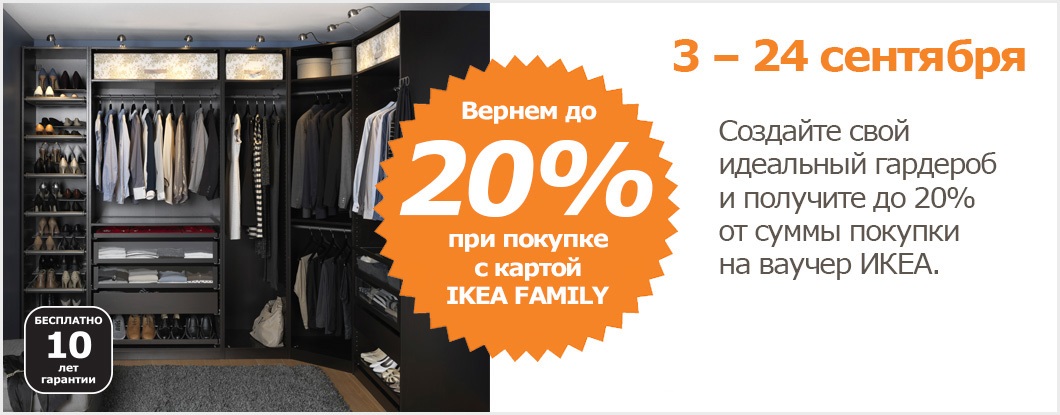 БЕСПЛАТНО
10
лет
гарантии
Вернем до
20%
при покупке
с картой
IKEA FAMILY
3 – 24 сентября
Создайте свой
идеальный гардероб
и получите до 20%
от суммы покупки
на ваучер ИКЕА.